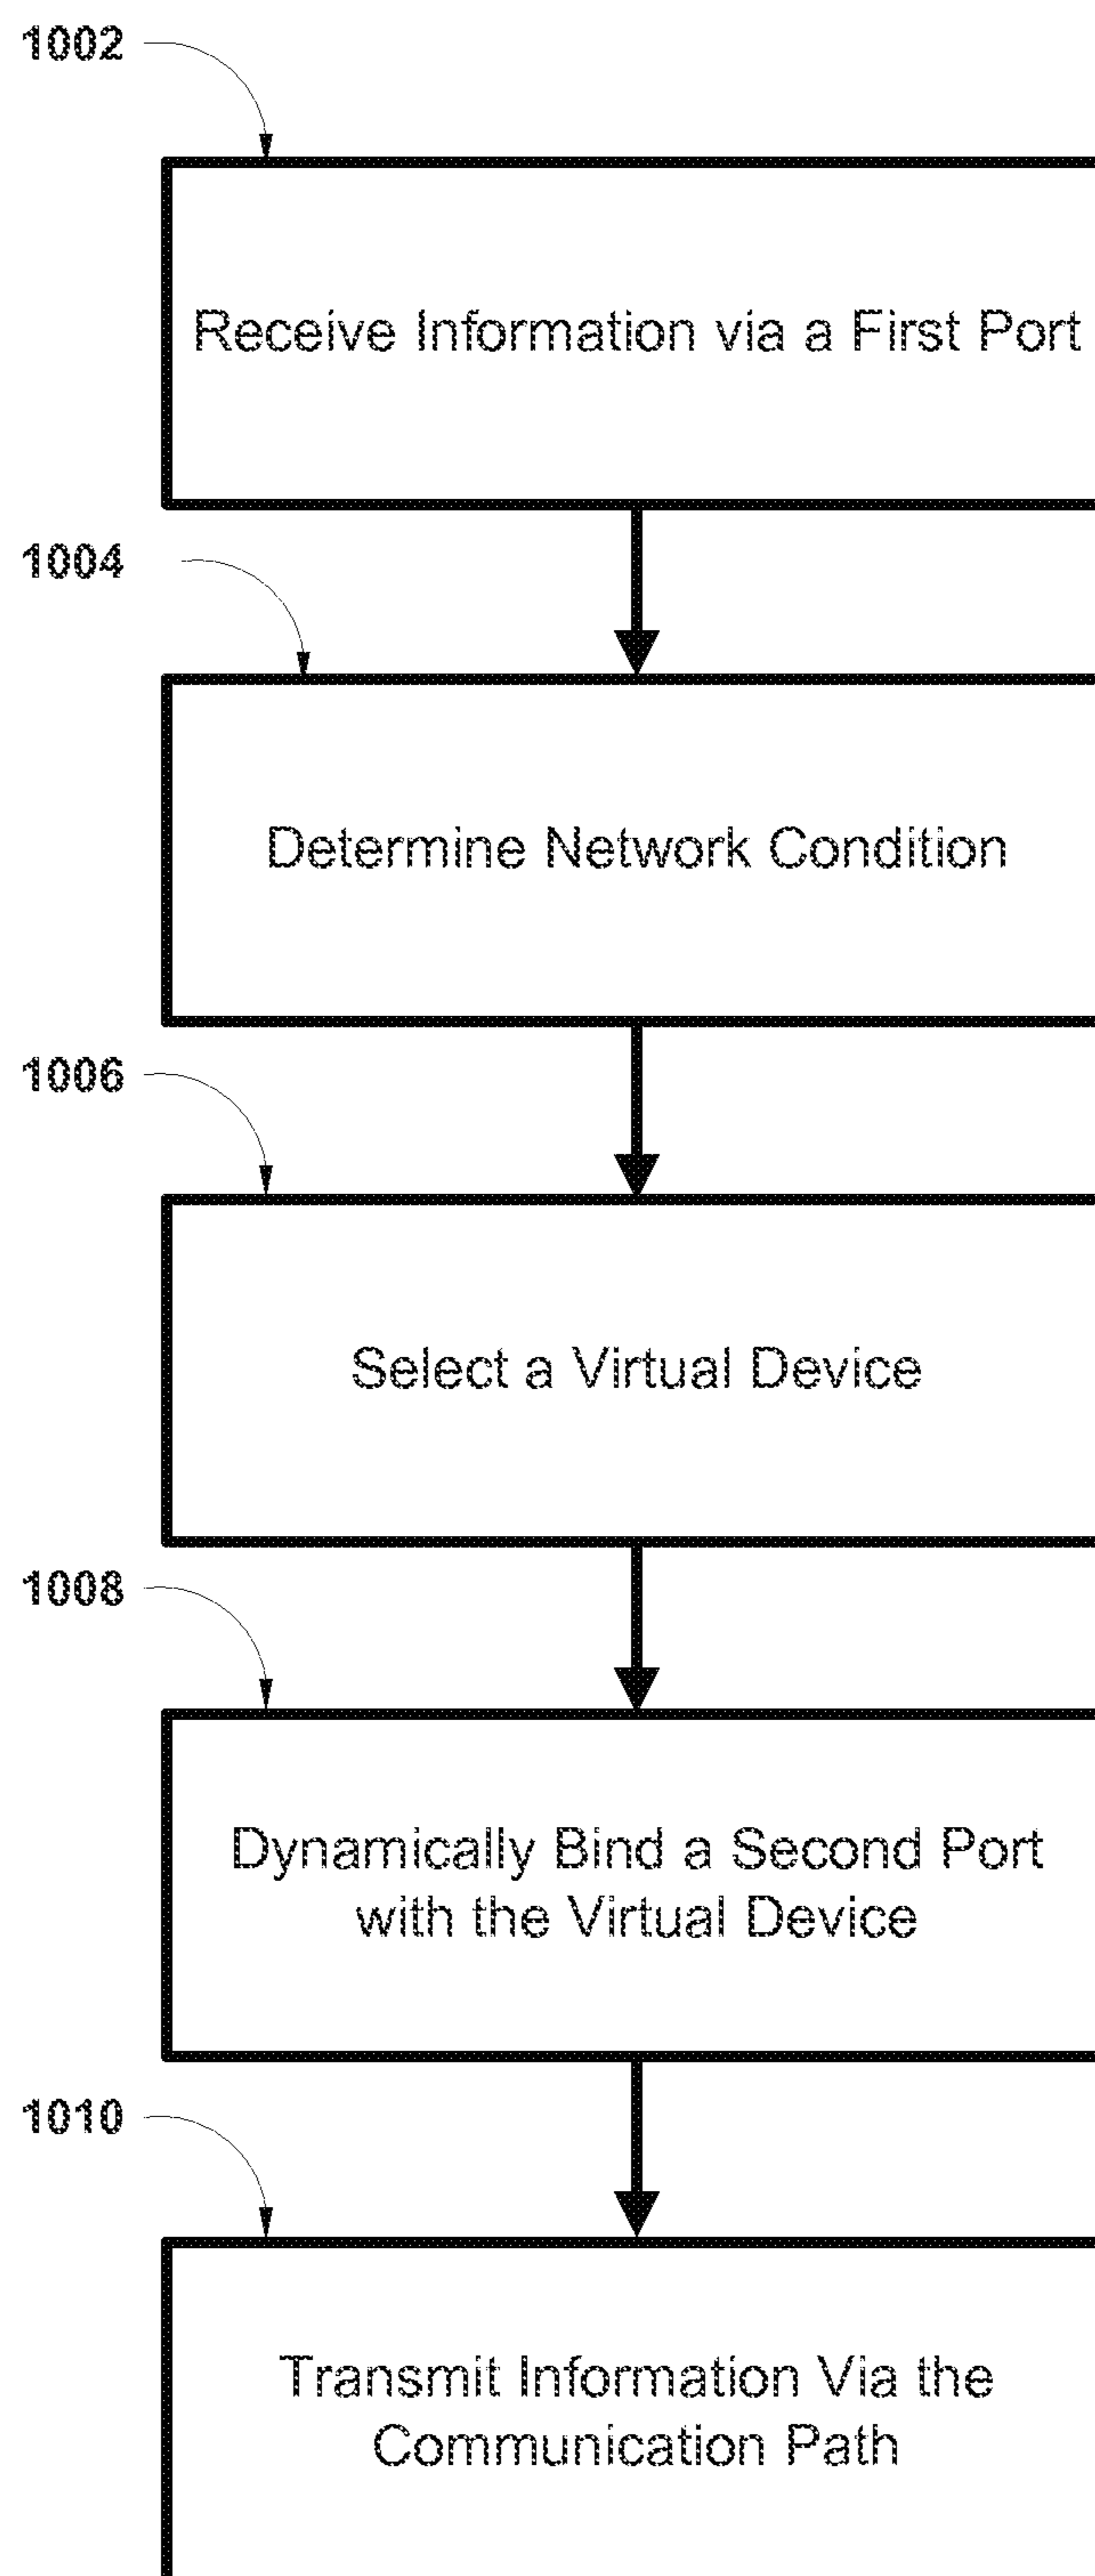 1002
Receive Information via a First Port
1004
Determine Network Condition
1006
Select a Virtual Device
1008
Dynamically Bind a Second Port
with the Virtual Device
1010
Transmit Information Via the
Communication Path